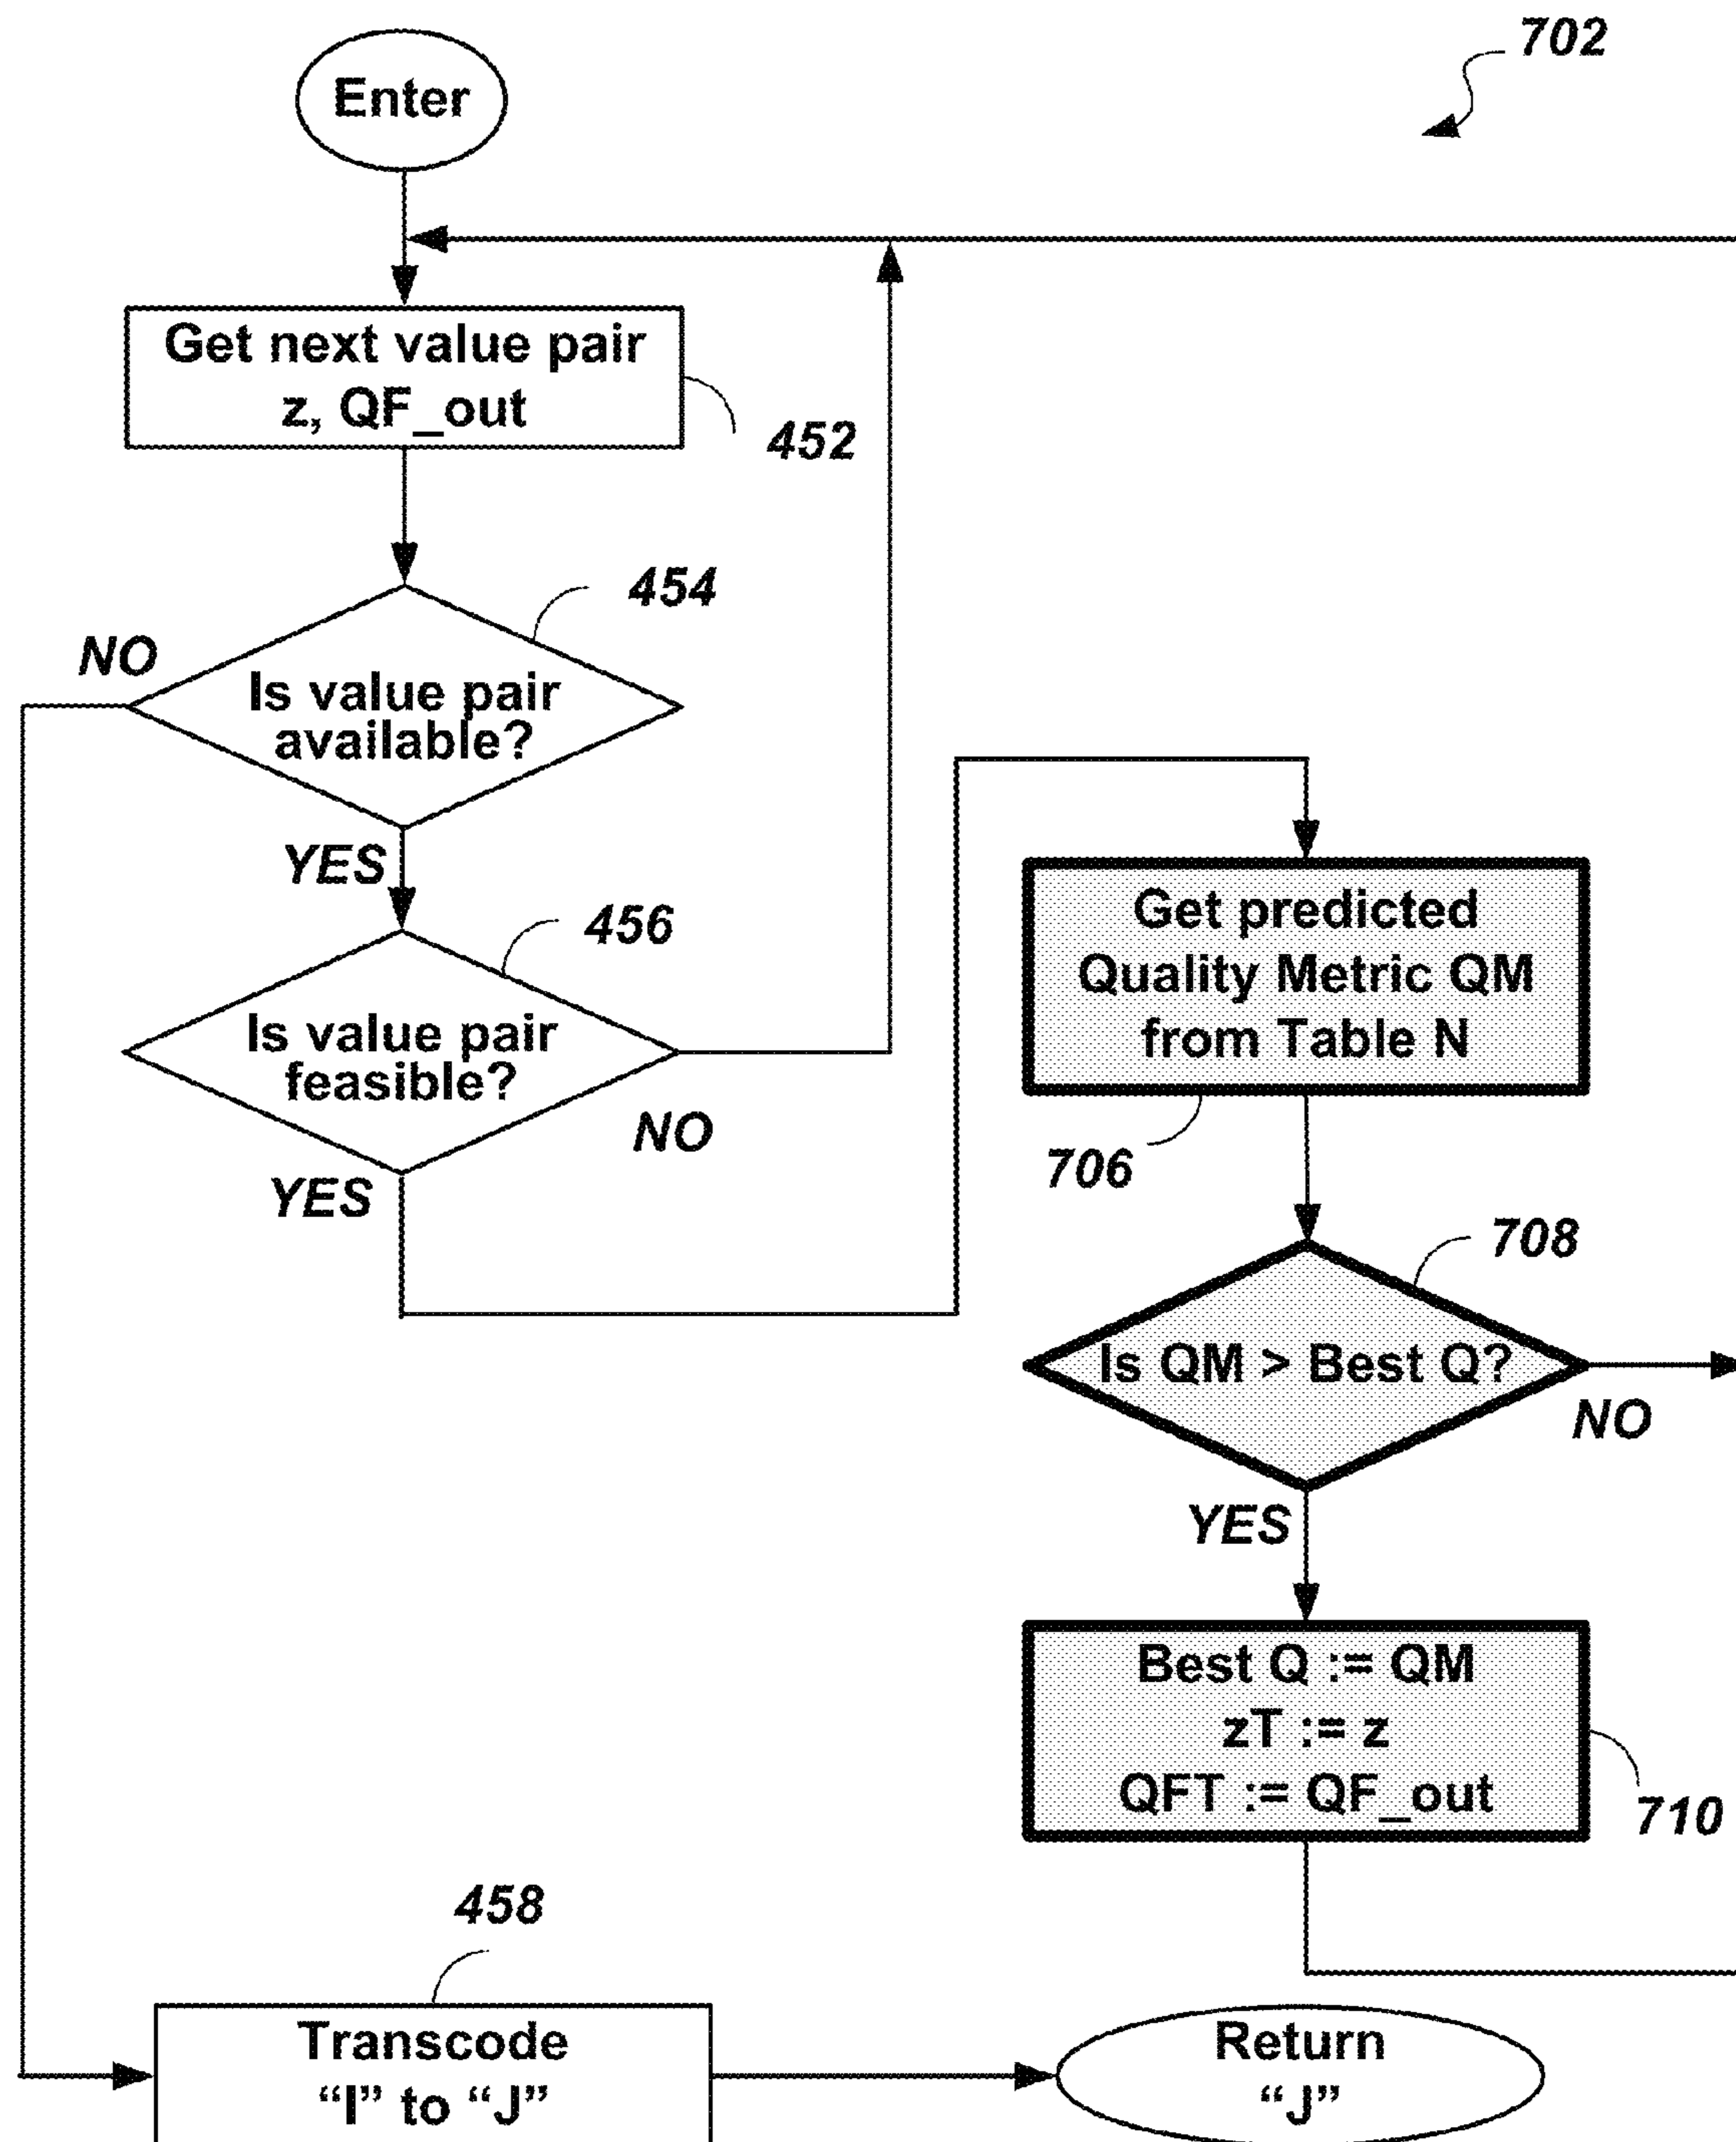 702
Enter
Get next value pair
z, QF_out
452
454
NO
Is value pair
available?
YES
456
Is value pair
feasible?
NO
YES
Get predicted
Quality Metric QM
from Table N
706
708
Is QM > Best Q?
NO
YES
Best Q := QM
zT := z
QFT := QF_out
710
458
Transcode
“I” to “J”
Return
“J”